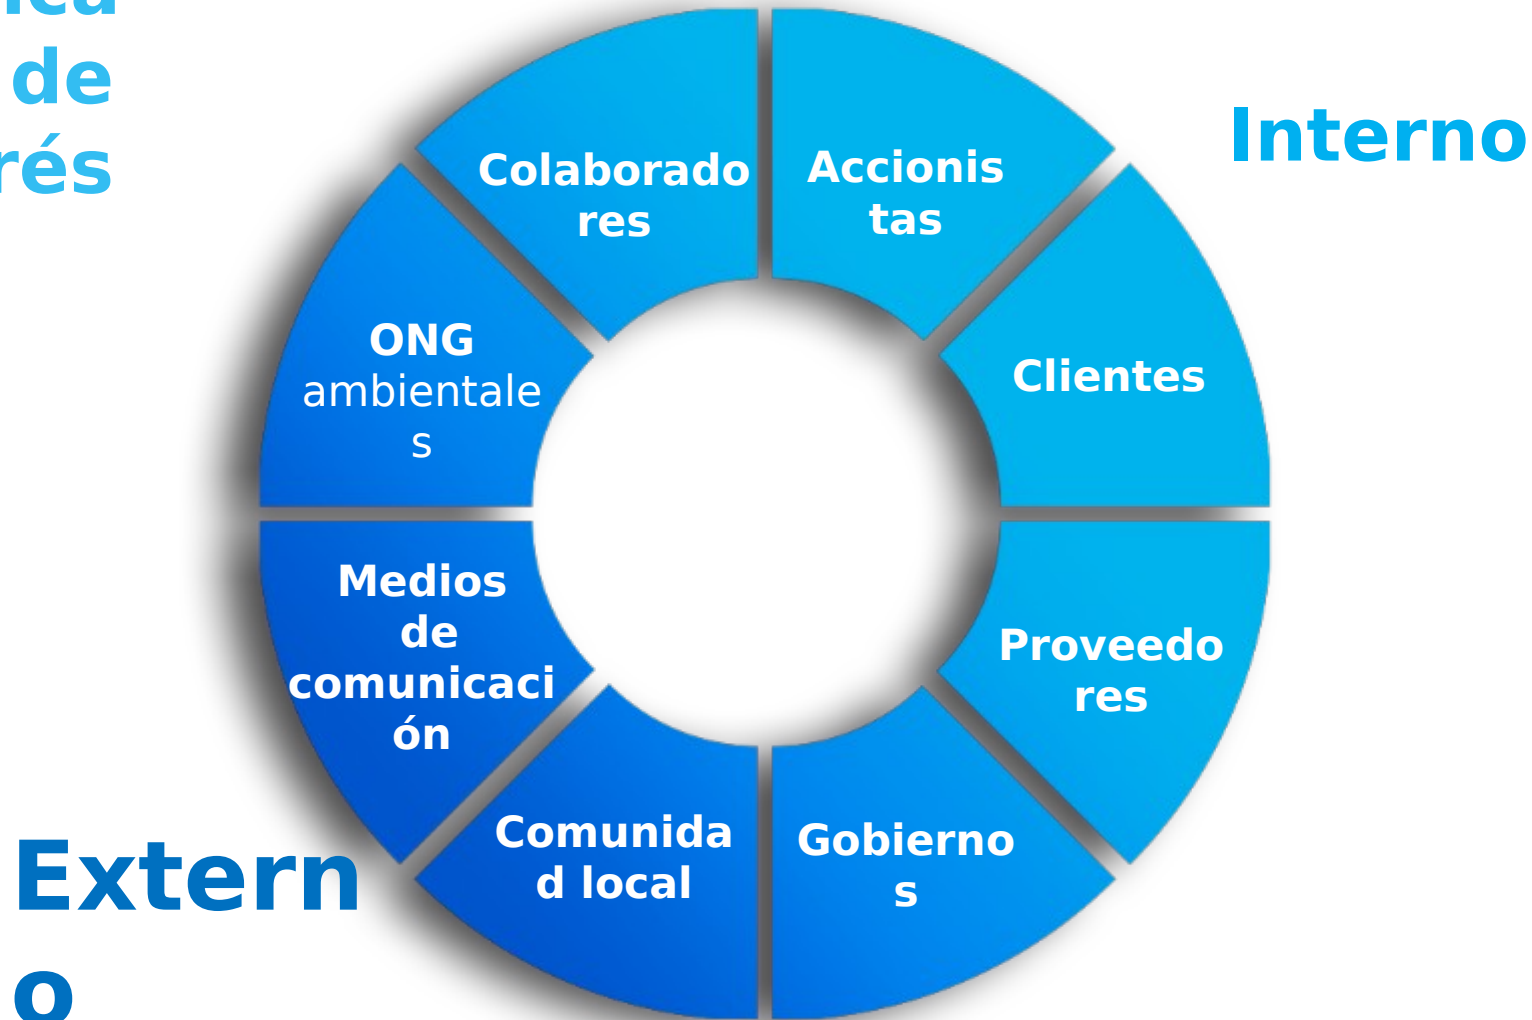 de
Interno
Colaborado
res
Accionis
tas
ONG
ambientale
s
Clientes
Medios
de
comunicaci
ón
Proveedo
res
Comunida
d local
Gobierno
s
Extern
o